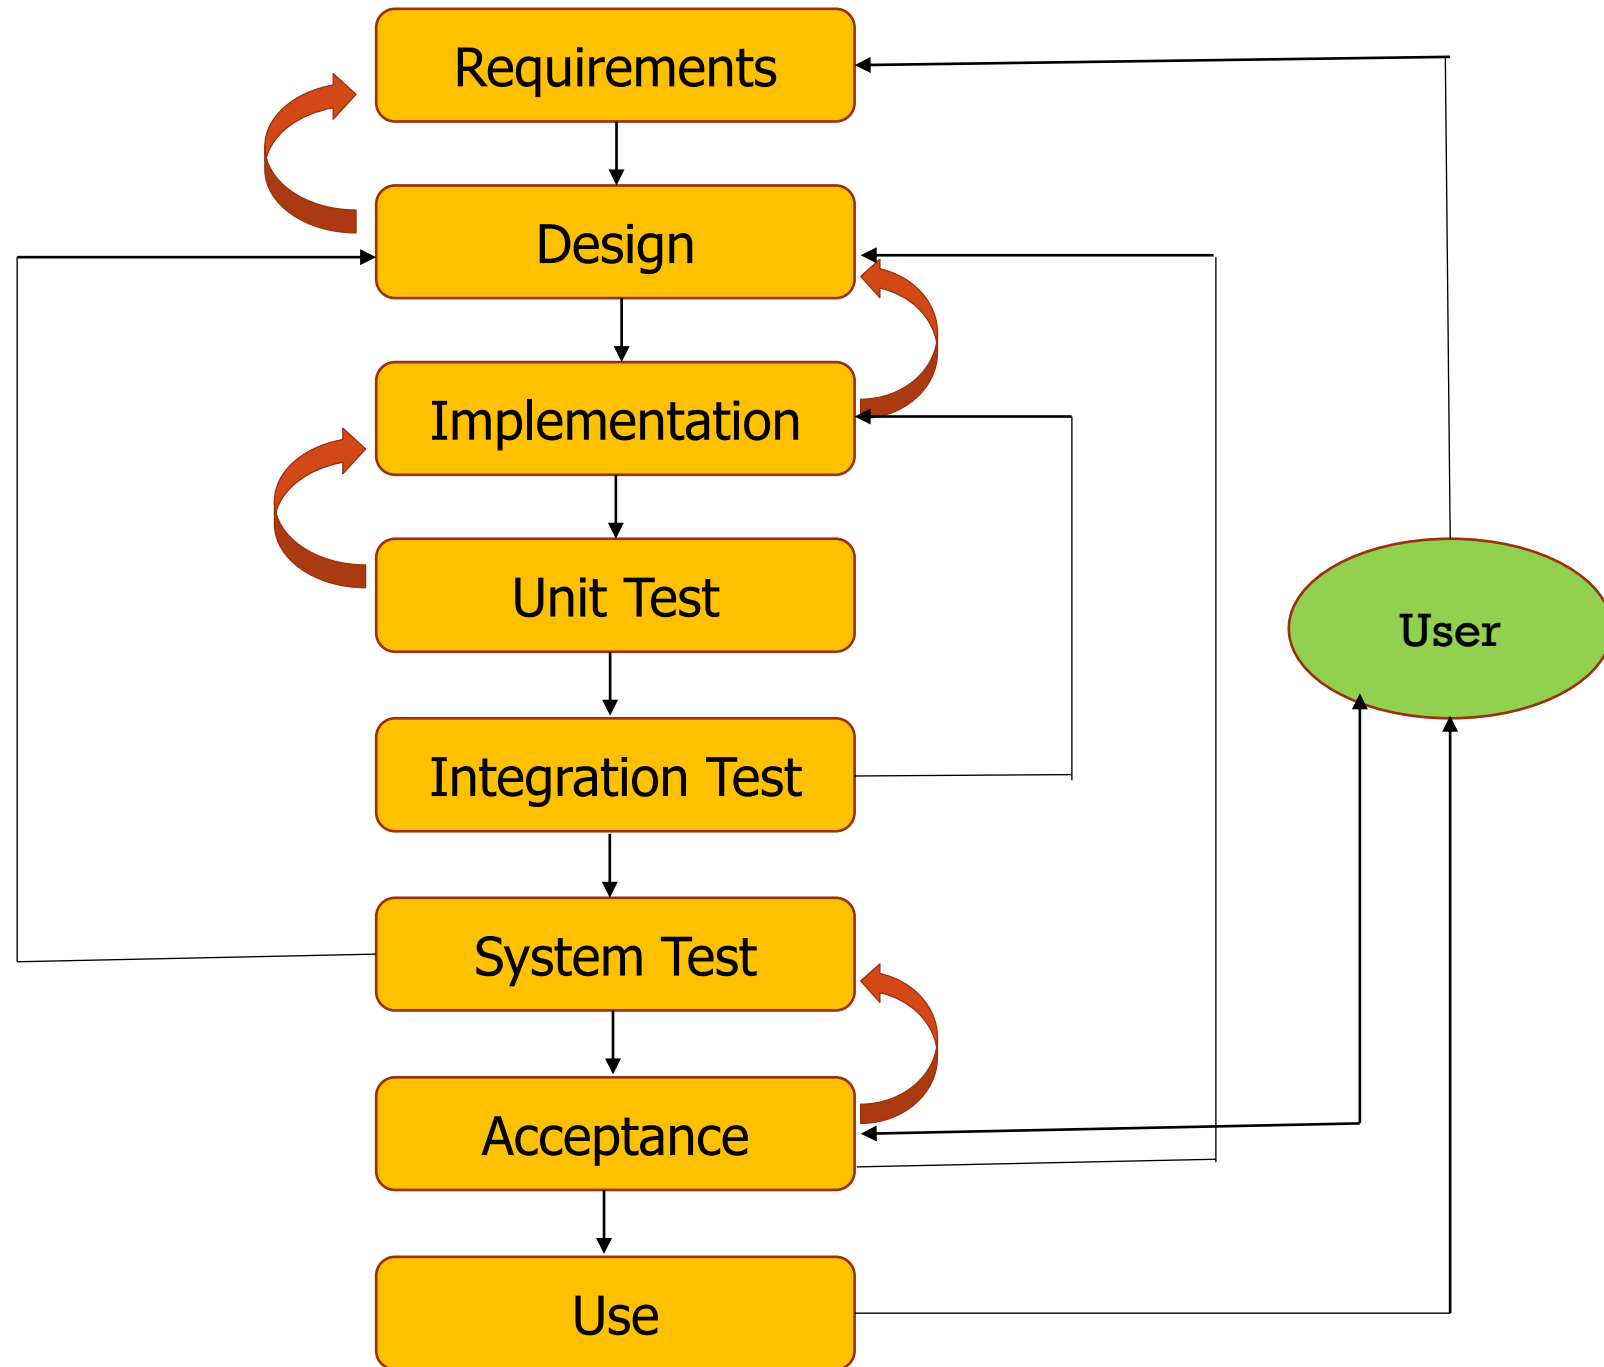 Requirements
Design
Implementation
Unit Test
User
Integration Test
System Test
Acceptance
Use